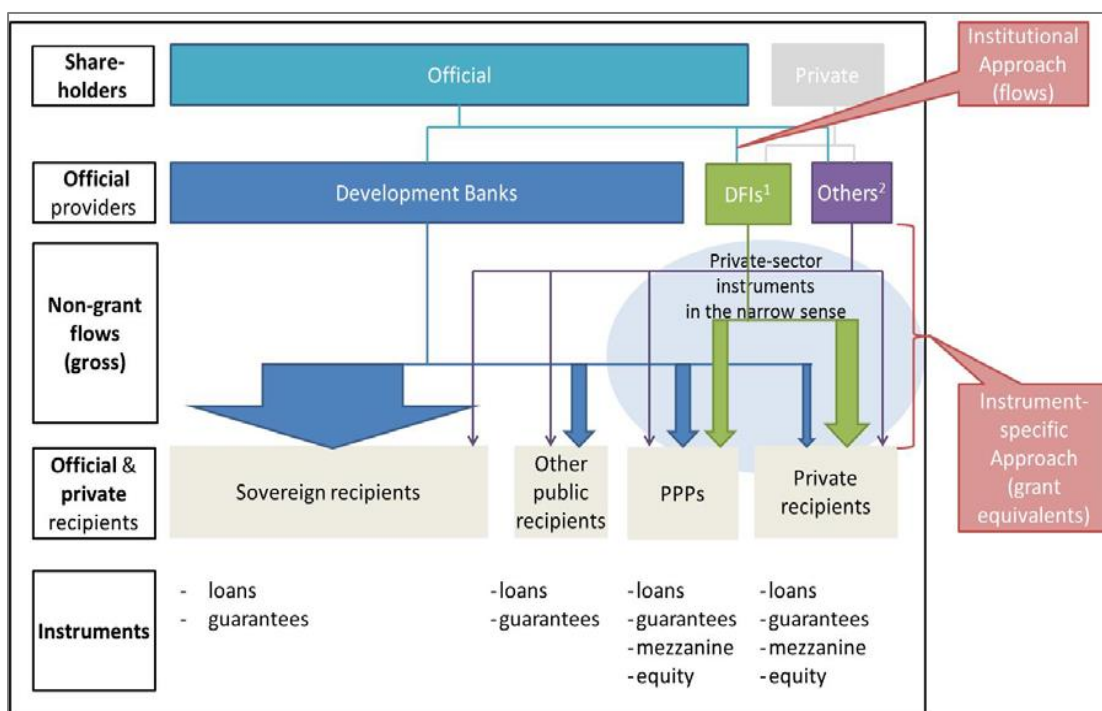 Share-
holders
Official
Private
Institutional
Approach
(flows)
Official
providers
Development Banks
DFIs¹
Others²
Non-grant
flows
(gross)
Private-sector
instruments
in the narrow sense
Instrument-
specific
Approach
(grant
equivalents)
Official &
private
recipients
Sovereign recipients
Other
public
recipients
PPPs
Private
recipients
Instruments
- loans
- guarantees
-loans
-guarantees
-loans
-guarantees
-mezzanine
-equity
-loans
-guarantees
-mezzanine
-equity